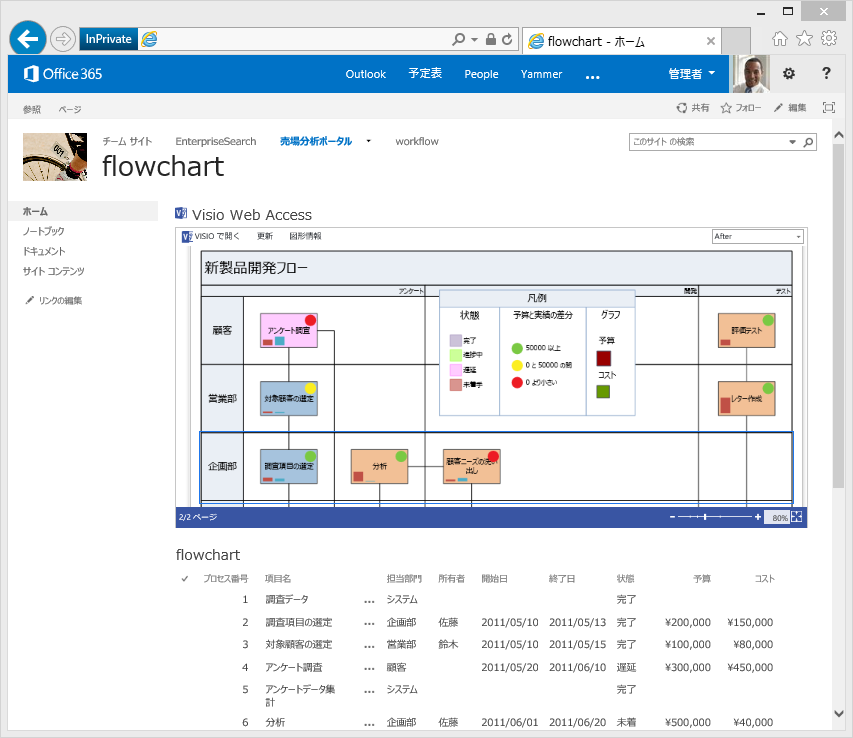 InPrivate
flowchart - ホーム
Office 365
Outlook 予定表 People Yammer ... 管理者 ?
参照 ページ 共有 フォロー 編集
チーム サイト EnterpriseSearch 売場分析ポータル workflow
このサイト の検索
flowchart
ホーム
ノートブック
ドキュメント
サイト コンテンツ
リンクの編集
Visio Web Access
VISIO で開く 更新 図形情報 After
新製品開発フロー
アンケート 開発 テスト
凡例
状態 予算と実績の差分 グラフ
完了
進捗中
遅延
未着手
50000 以上
0 と 50000 の間
0 より小さい
予算
コスト
顧客 アンケート調査 評価テスト
営業部 対象顧客の選定 レター作成
企画部 調査項目の選定 分析 顧客ニーズの洗い出し
2/2 ページ 80%
flowchart
プロセス番号 項目名 担当部門 所有者 開始日 終了日 状態 予算 コスト
1 調査データ ... システム 完了
2 調査項目の選定 ... 企画部 佐藤 2011/05/10 2011/05/13 完了 ¥200,000 ¥150,000
3 対象顧客の選定 ... 営業部 鈴木 2011/05/10 2011/05/15 完了 ¥100,000 ¥80,000
4 アンケート調査 ... 顧客 2011/05/20 2011/06/10 遅延 ¥300,000 ¥450,000
5 アンケートデータ集 ... システム 完了
計
6 分析 ... 企画部 佐藤 2011/06/01 2011/06/20 未着 ¥500,000 ¥40,000